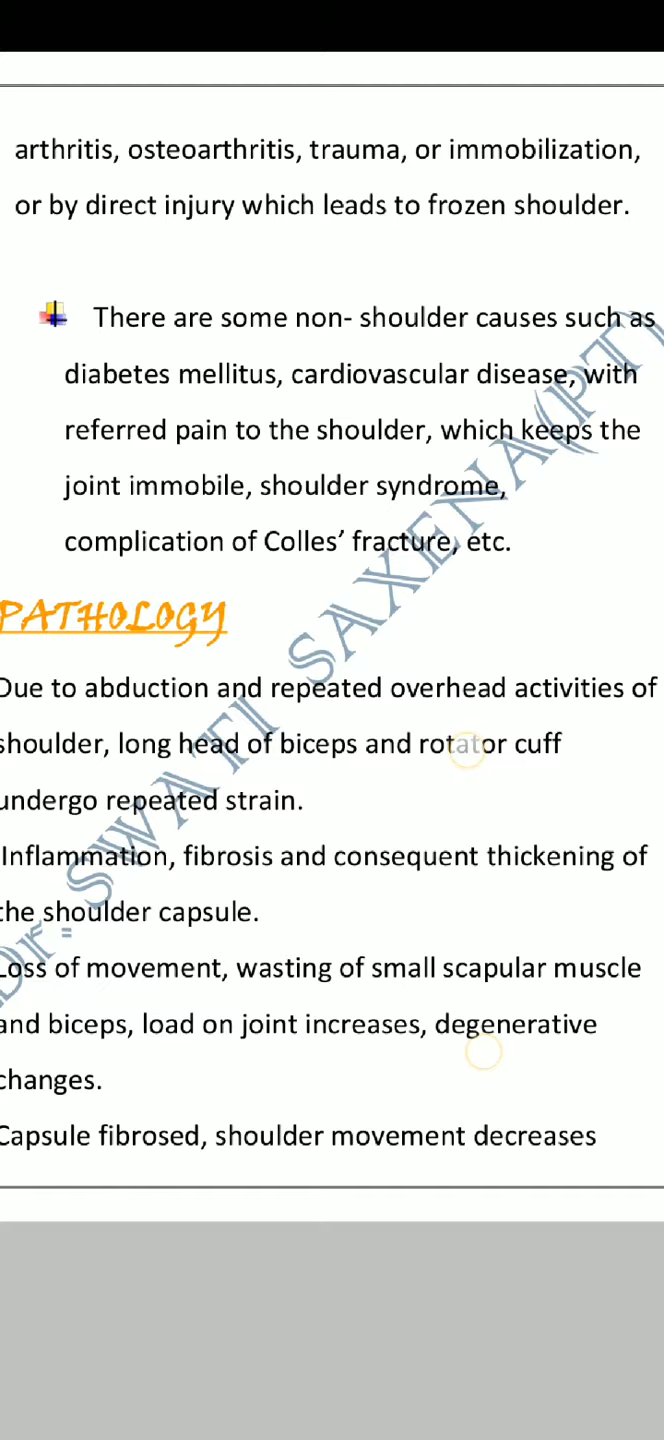 arthritis, osteoarthritis, trauma, or immobilization,
or by direct injury which leads to frozen shoulder.
There are some non- shoulder causes such as
diabetes mellitus, cardiovascular disease, with
referred pain to the shoulder, which keeps the
joint immobile, shoulder syndrome,
complication of Colles’ fracture, etc.
PATHOLOGY
Due to abduction and repeated overhead activities of
shoulder, long head of biceps and rotator cuff
undergo repeated strain.
Inflammation, fibrosis and consequent thickening of
the shoulder capsule.
Loss of movement, wasting of small scapular muscle
and biceps, load on joint increases, degenerative
changes.
Capsule fibrosed, shoulder movement decreases
Dr. SWATI SAXENA(PT)